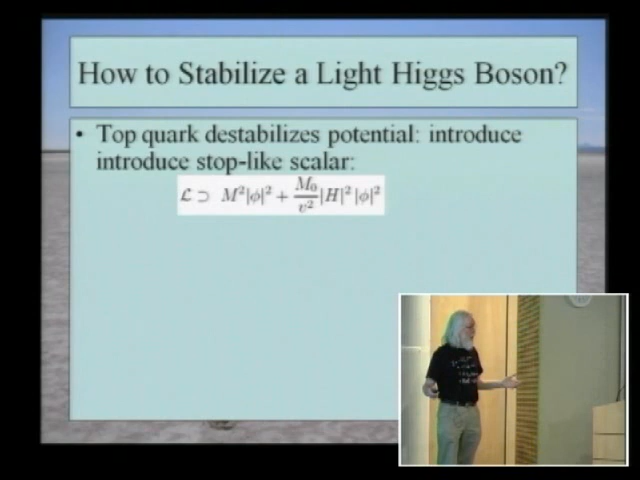 How to Stabilize a Light Higgs Boson?
• Top quark destabilizes potential: introduce
introduce stop-like scalar:
ℒ ⊃ M²|φ|² + M₀/v² |H|² |φ|²